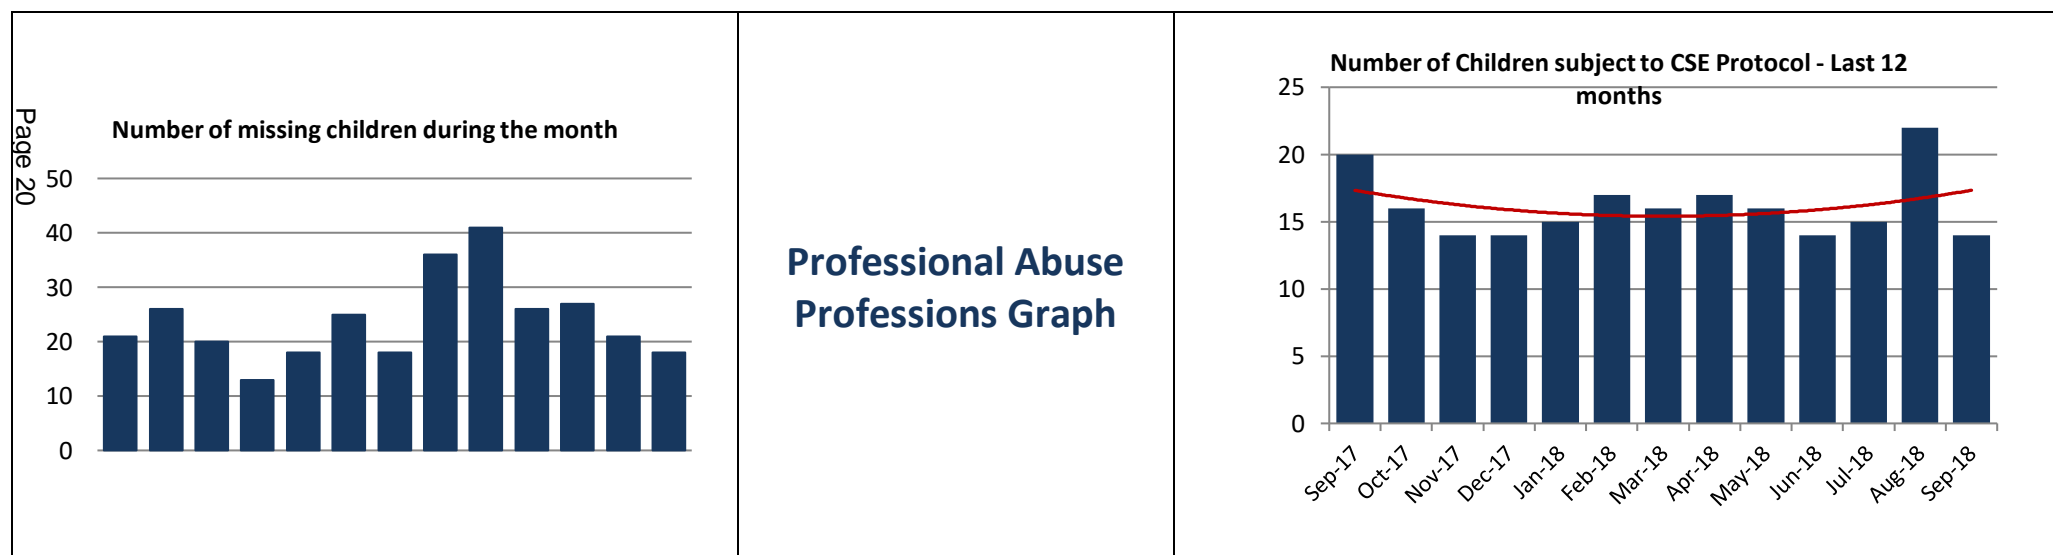 Page 20
Number of missing children during the month
50
40
30
20
10
0
Professional Abuse
Professions Graph
Number of Children subject to CSE Protocol - Last 12
months
25
20
15
10
5
0
Sep-17
Oct-17
Nov-17
Dec-17
Jan-18
Feb-18
Mar-18
Apr-18
May-18
Jun-18
Jul-18
Aug-18
Sep-18